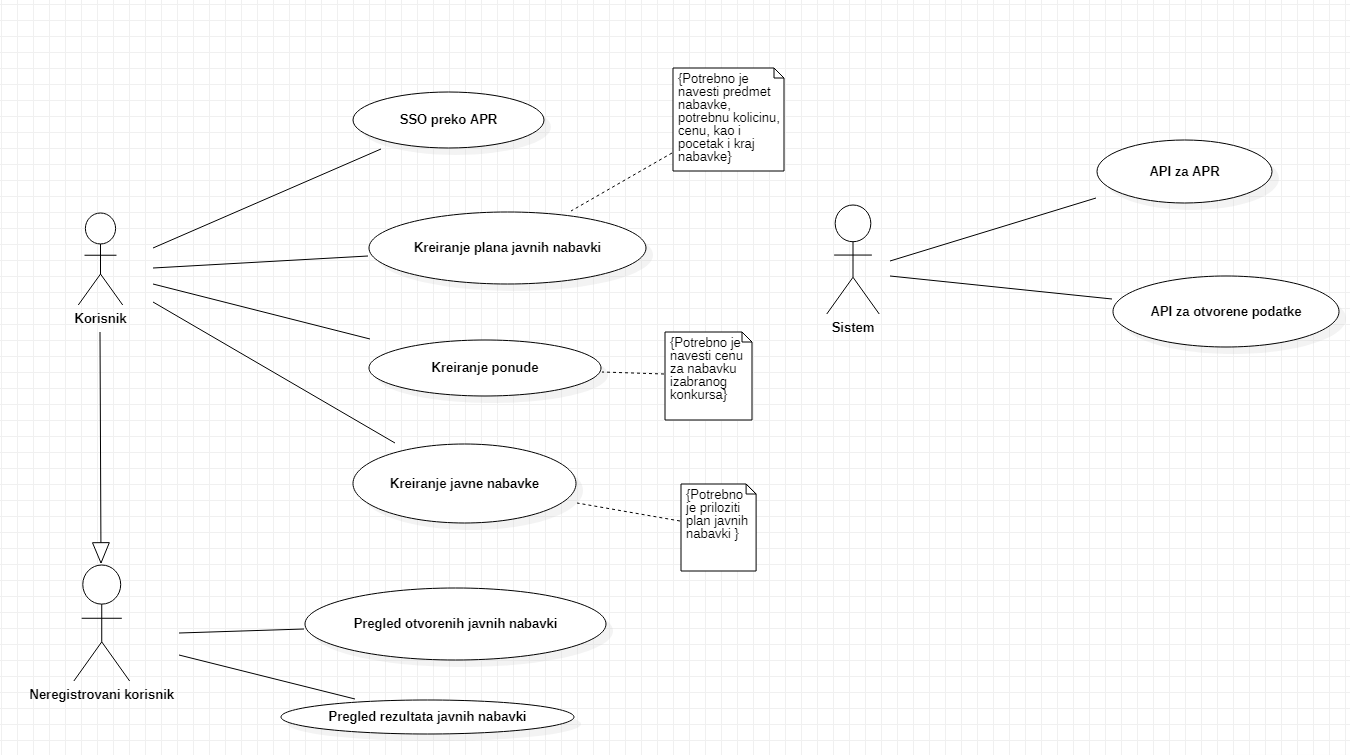 SSO preko APR
{Potrebno je
navesti predmet
nabavke,
potrebnu kolicinu,
cenu, kao i
pocetak i kraj
nabavke}
Kreiranje plana javnih nabavki
Korisnik
Kreiranje ponude
{Potrebno je
navesti cenu
za nabavku
izabranog
konkursa}
Kreiranje javne nabavke
{Potrebno
je priloziti
plan javnih
nabavki }
Neregistrovani korisnik
Pregled otvorenih javnih nabavki
Pregled rezultata javnih nabavki
Sistem
API za APR
API za otvorene podatke